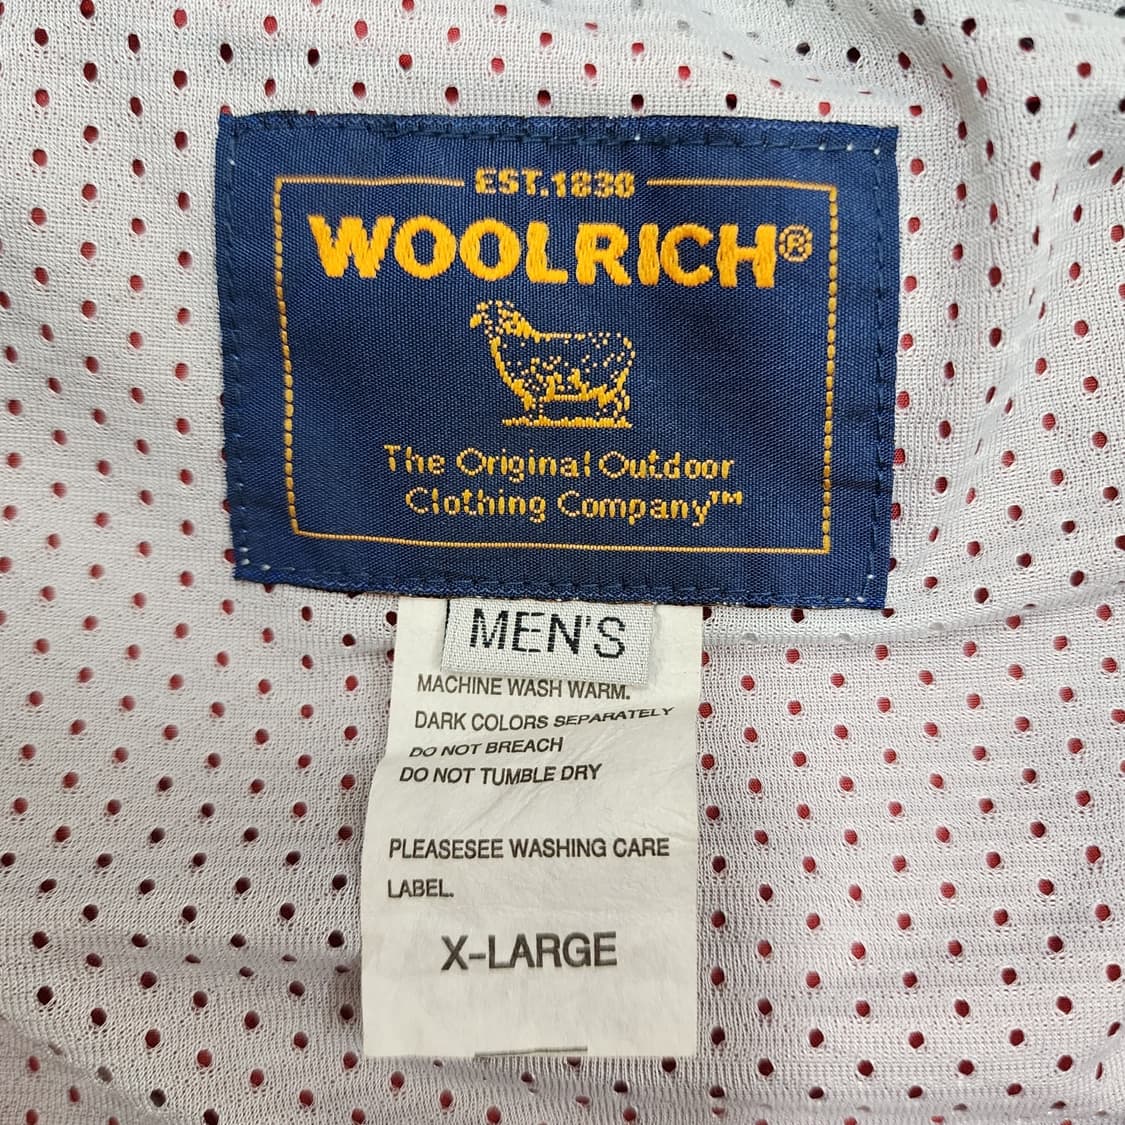 EST.1830
WOOLRICH®
The Original Outdoor
Clothing Company™
MEN'S
MACHINE WASH WARM.
DARK COLORS SEPARATELY
DO NOT BREACH
DO NOT TUMBLE DRY
PLEASESEE WASHING CARE
LABEL.
X-LARGE